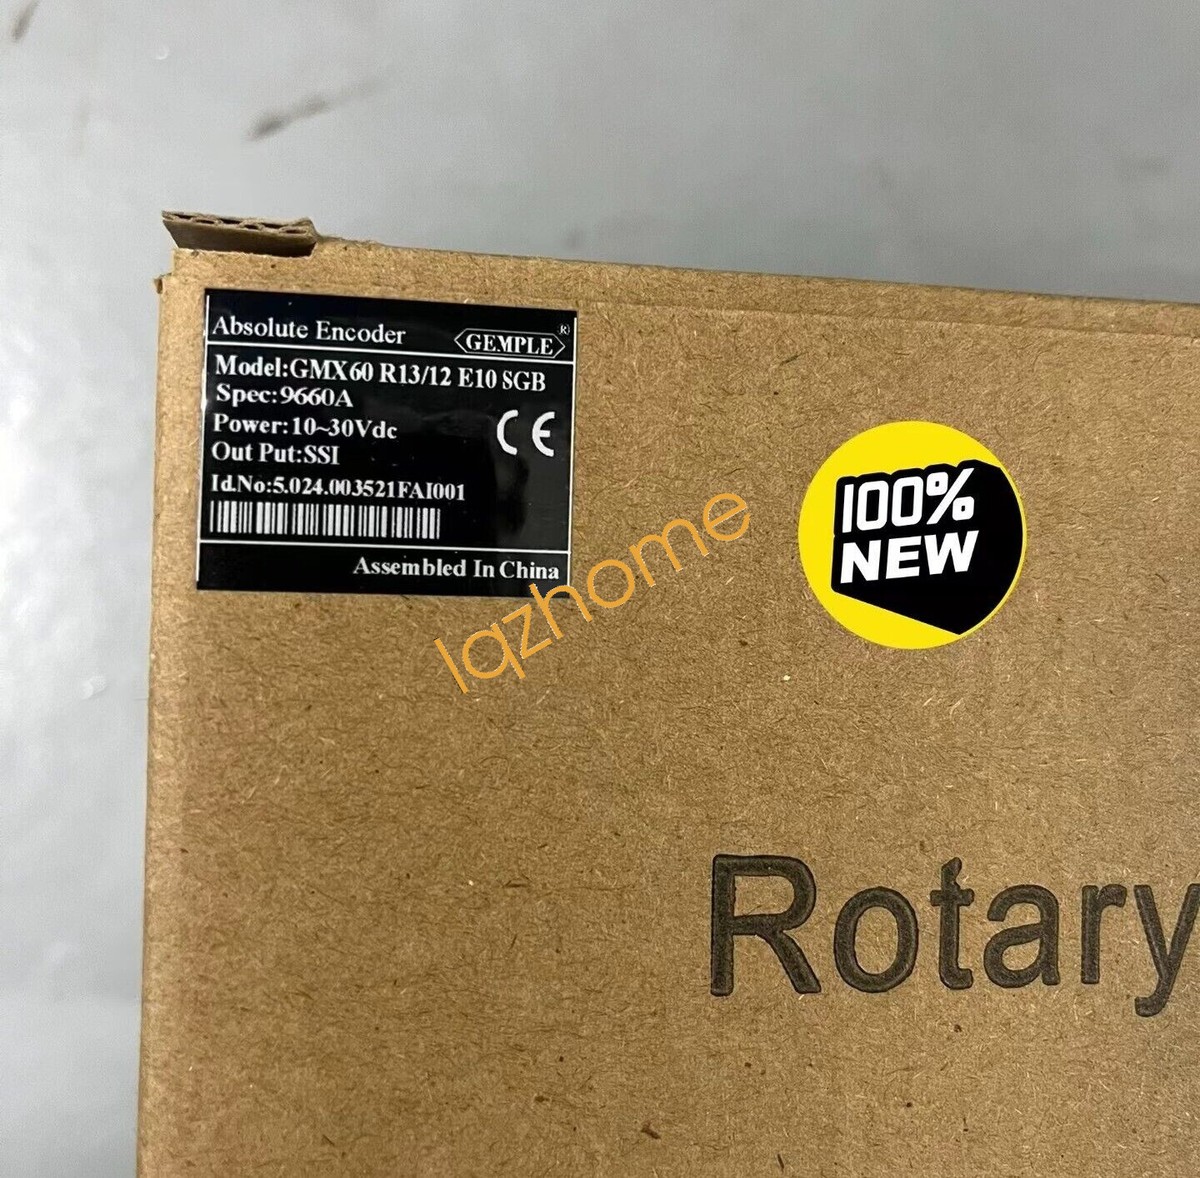 Absolute Encoder
GEMPLE®
Model:GMX60 R13/12 E10 SGB
Spec:9660A
Power:10~30Vdc
CE
Out Put:SSI
Id.No:5.024.003521FAI001
Assembled In China
100%
NEW
lqzhome
Rotary